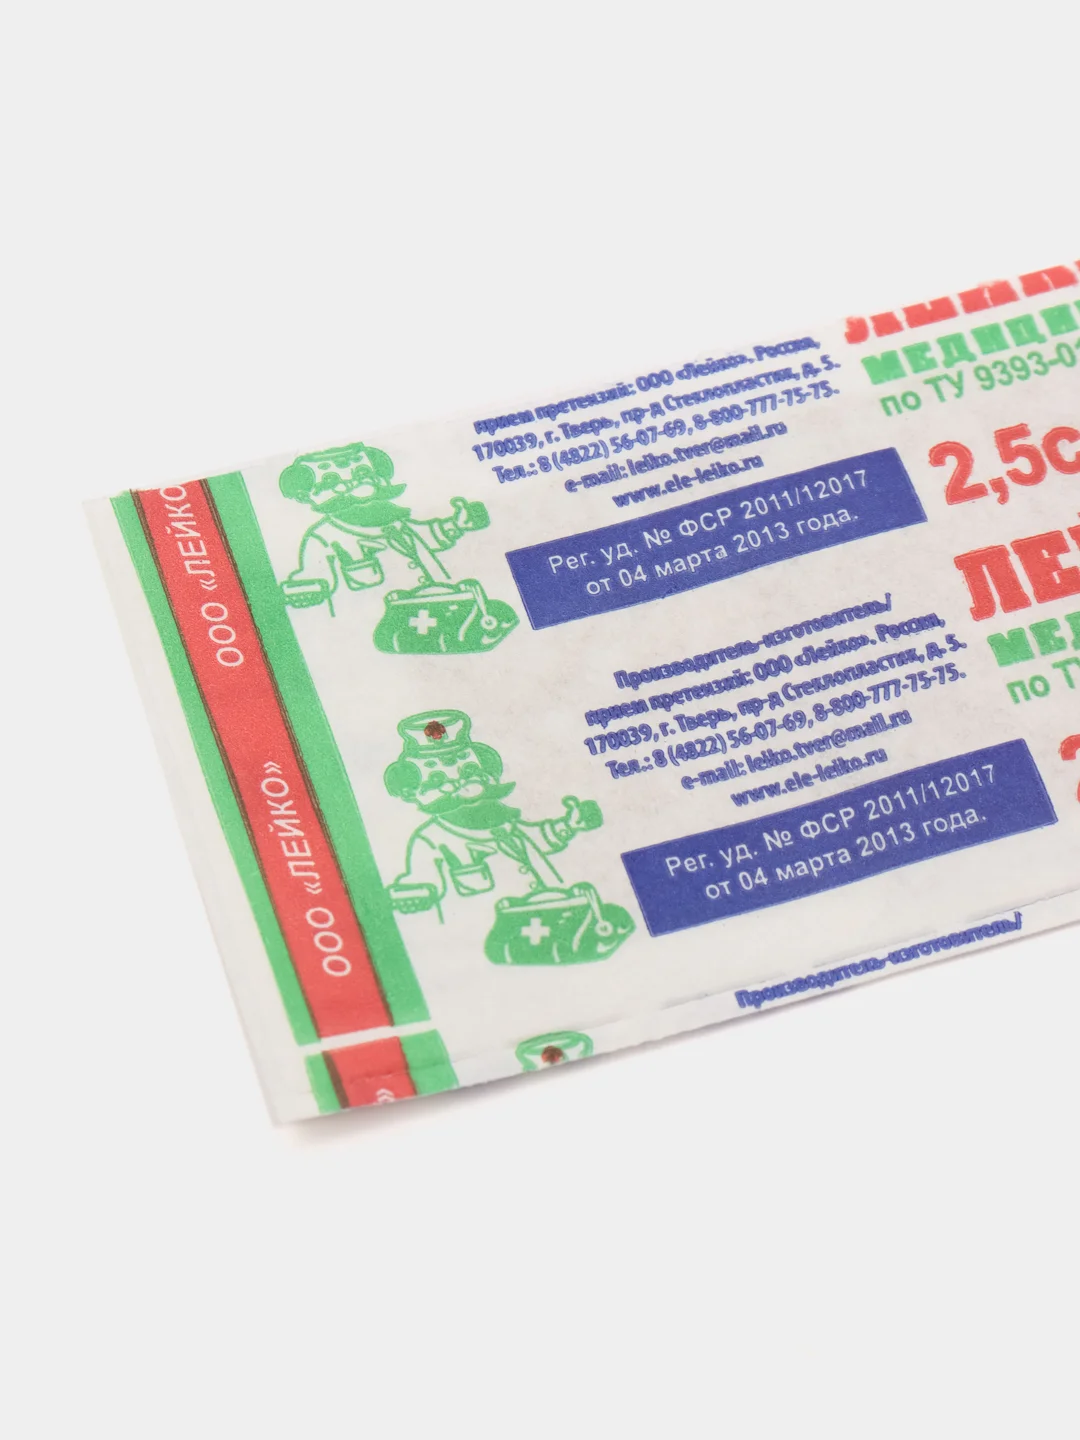 ООО «ЛЕЙКО
ООО «ЛЕЙКО»
прием претензий: ООО «Лейко». Россия,
170039, г. Тверь, пр-д Стеклопластик, д. 5.
Тел.: 8 (4822) 56-07-69, 8-800-777-75-75.
e-mail: leiko.tver@mail.ru
www.ele-leiko.ru
Рег. уд. № ФСР 2011/12017
от 04 марта 2013 года.
МЕДИЦИ
по ТУ 9393-01
2,5с
Производитель-изготовитель/
прием претензий: ООО «Лейко». Россия,
170039, г. Тверь, пр-д Стеклопластик, д. 5.
Тел.: 8 (4822) 56-07-69, 8-800-777-75-75.
e-mail: leiko.tver@mail.ru
www.ele-leiko.ru
Рег. уд. № ФСР 2011/12017
от 04 марта 2013 года.
ЛЕ
МЕД
по ТУ
Производитель-изготовитель/